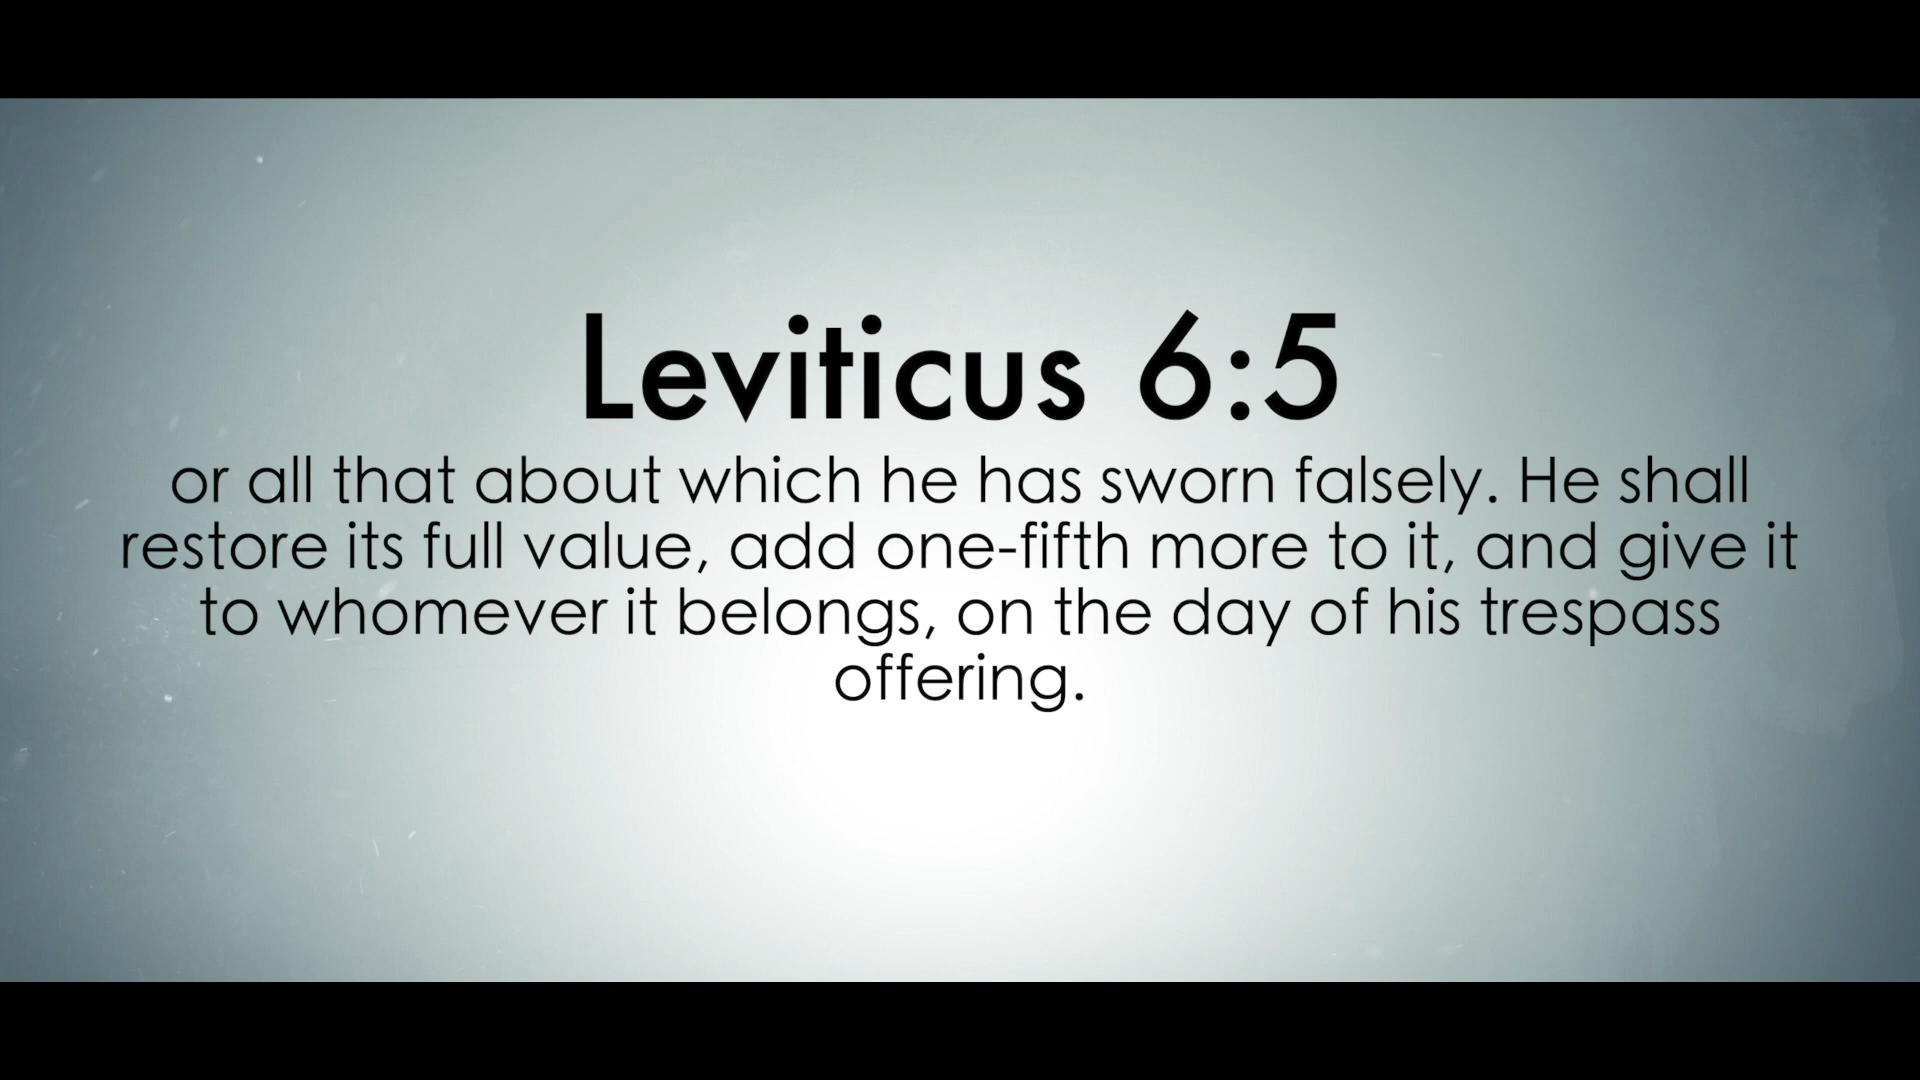 Leviticus 6:5
or all that about which he has sworn falsely. He shall
restore its full value, add one-fifth more to it, and give it
to whomever it belongs, on the day of his trespass
offering.